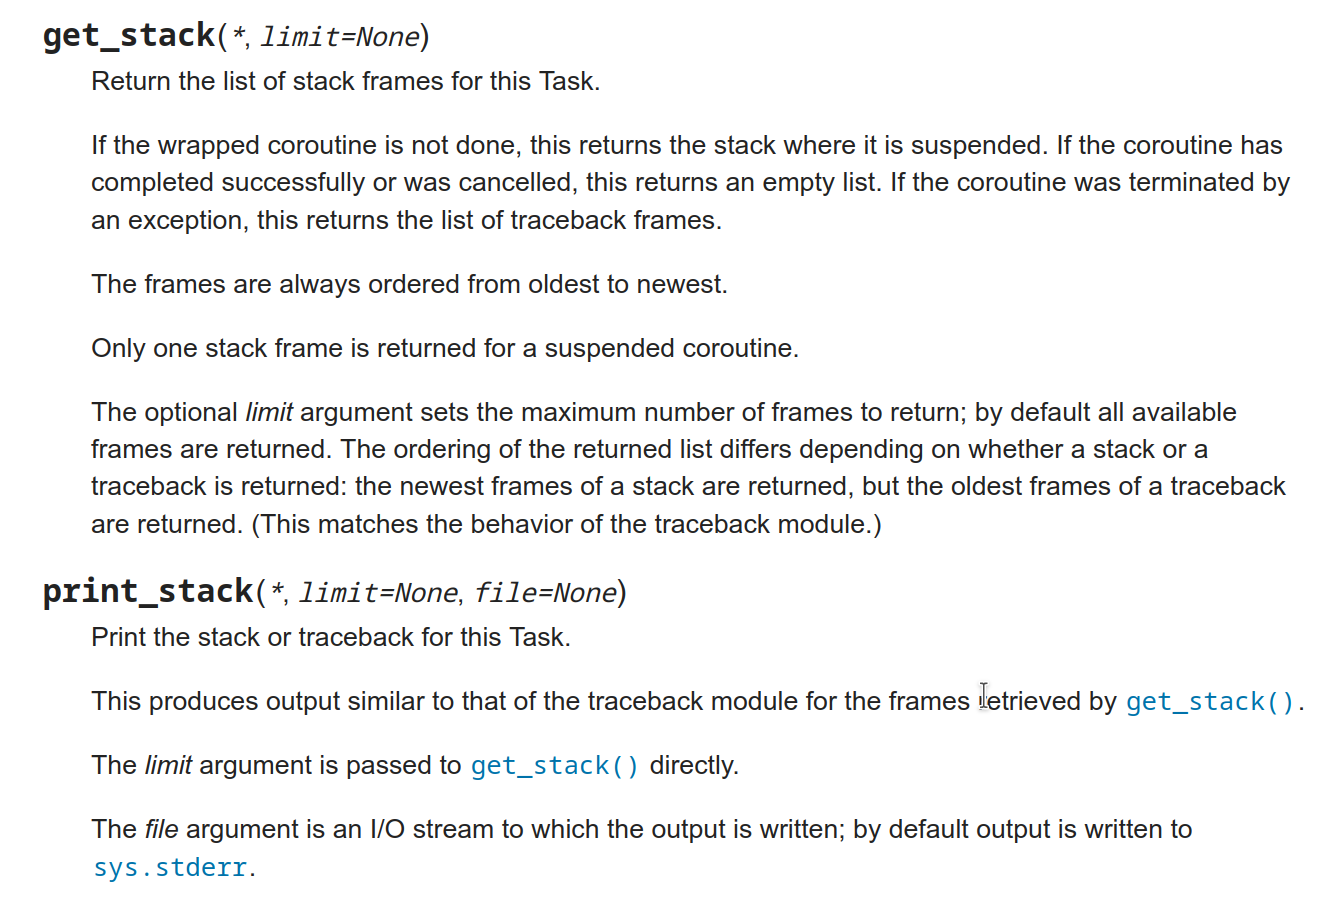 get_stack(*, limit=None)
Return the list of stack frames for this Task.
If the wrapped coroutine is not done, this returns the stack where it is suspended. If the coroutine has
completed successfully or was cancelled, this returns an empty list. If the coroutine was terminated by
an exception, this returns the list of traceback frames.
The frames are always ordered from oldest to newest.
Only one stack frame is returned for a suspended coroutine.
The optional limit argument sets the maximum number of frames to return; by default all available
frames are returned. The ordering of the returned list differs depending on whether a stack or a
traceback is returned: the newest frames of a stack are returned, but the oldest frames of a traceback
are returned. (This matches the behavior of the traceback module.)
print_stack(*, limit=None, file=None)
Print the stack or traceback for this Task.
This produces output similar to that of the traceback module for the frames retrieved by get_stack().
The limit argument is passed to get_stack() directly.
The file argument is an I/O stream to which the output is written; by default output is written to
sys.stderr.